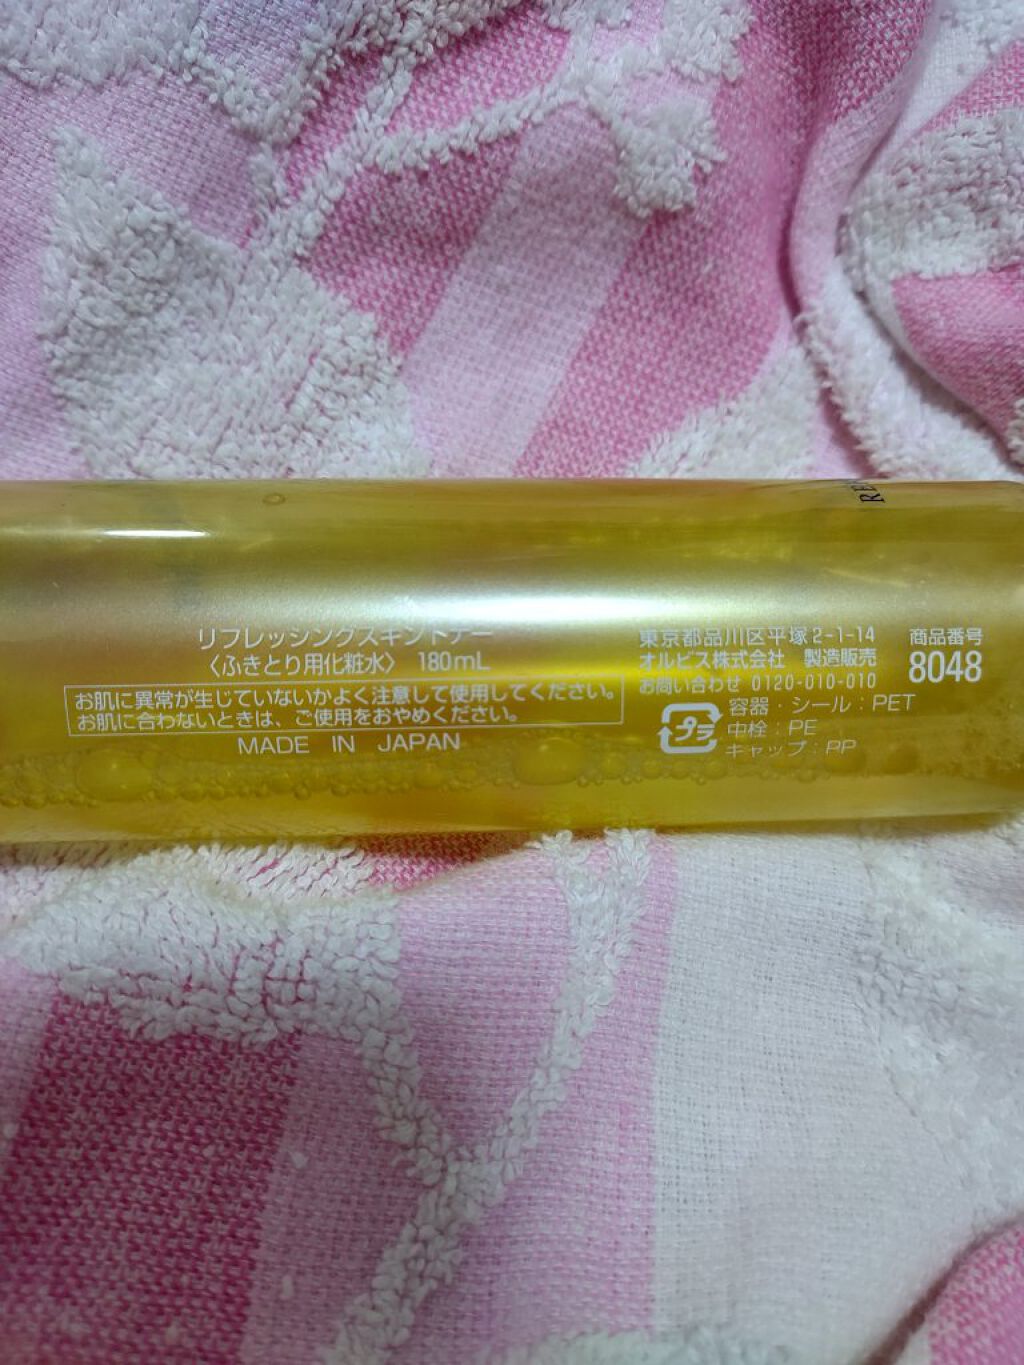 リフレッシングスキントナー
〈ふきとり用化粧水〉 180mL
お肌に異常が生じていないかよく注意して使用してください。
お肌に合わないときは、ご使用をおやめください。
MADE IN JAPAN
東京都品川区平塚2-1-14
オルビス株式会社 製造販売
お問い合わせ 0120-010-010
商品番号
8048
プラ
容器・シール：PET
中栓：PE
キャップ：PP